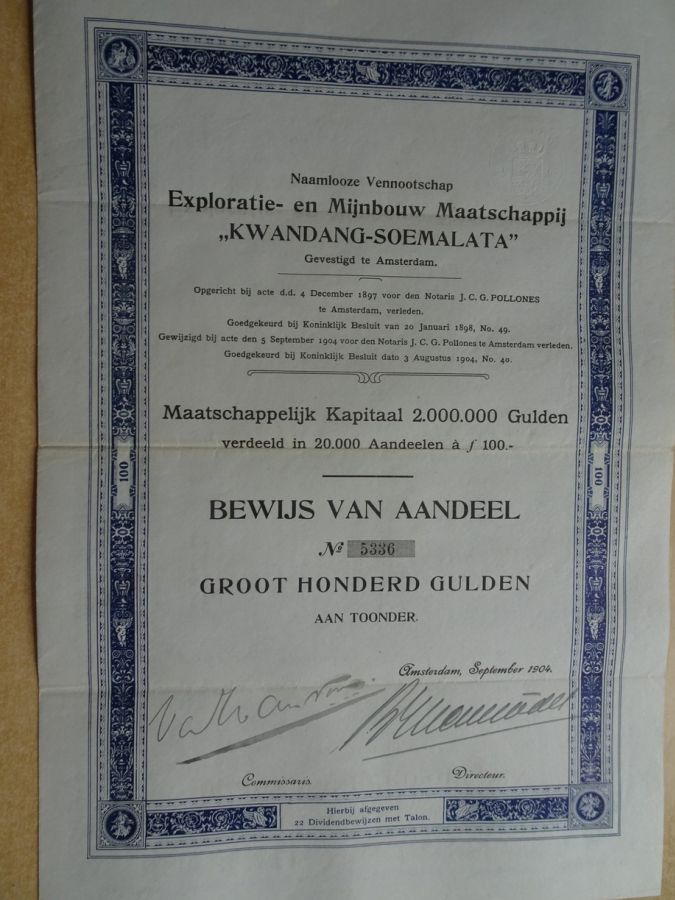 Naamlooze Vennootschap
Exploratie- en Mijnbouw Maatschappij
„KWANDANG-SOEMALATA”
Gevestigd te Amsterdam.
Opgericht bij acte d.d. 4 December 1897 voor den Notaris J. C. G. POLLONES
te Amsterdam, verleden.
Goedgekeurd bij Koninklijk Besluit van 20 Januari 1898, No. 49.
Gewijzigd bij acte den 5 September 1904 voor den Notaris J. C. G. Pollones te Amsterdam verleden.
Goedgekeurd bij Koninklijk Besluit dato 3 Augustus 1904, No. 40.
Maatschappelijk Kapitaal 2.000.000 Gulden
verdeeld in 20.000 Aandeelen à ƒ 100.-
100
100
BEWIJS VAN AANDEEL
No 5336
GROOT HONDERD GULDEN
AAN TOONDER.
Amsterdam, September 1904.
Commissaris.
Directeur.
Hierbij afgegeven
22 Dividendbewijzen met Talon.